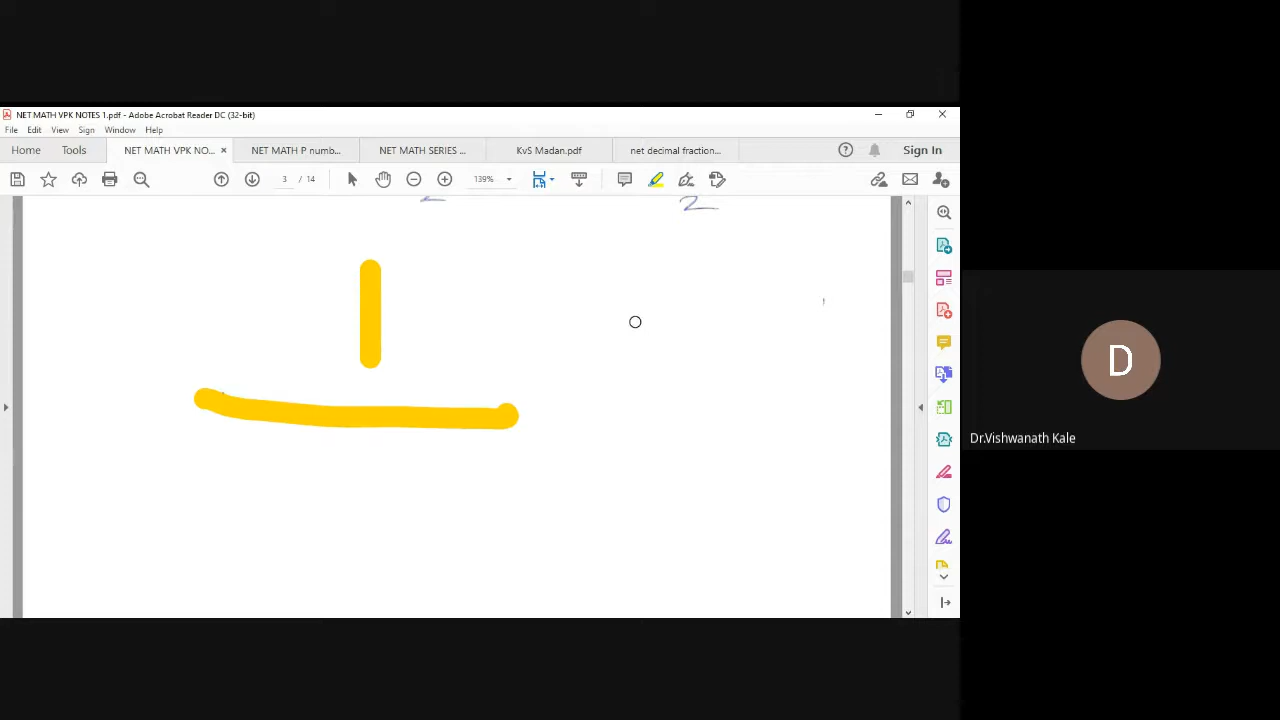 NET MATH VPK NOTES 1.pdf - Adobe Acrobat Reader DC (32-bit)
File Edit View Sign Window Help
Home Tools NET MATH VPK NO... × NET MATH P numb... NET MATH SERIES ... KvS Madan.pdf net decimal fraction... Sign In
3 / 14 139%
2 2
1
D
Dr.Vishwanath Kale